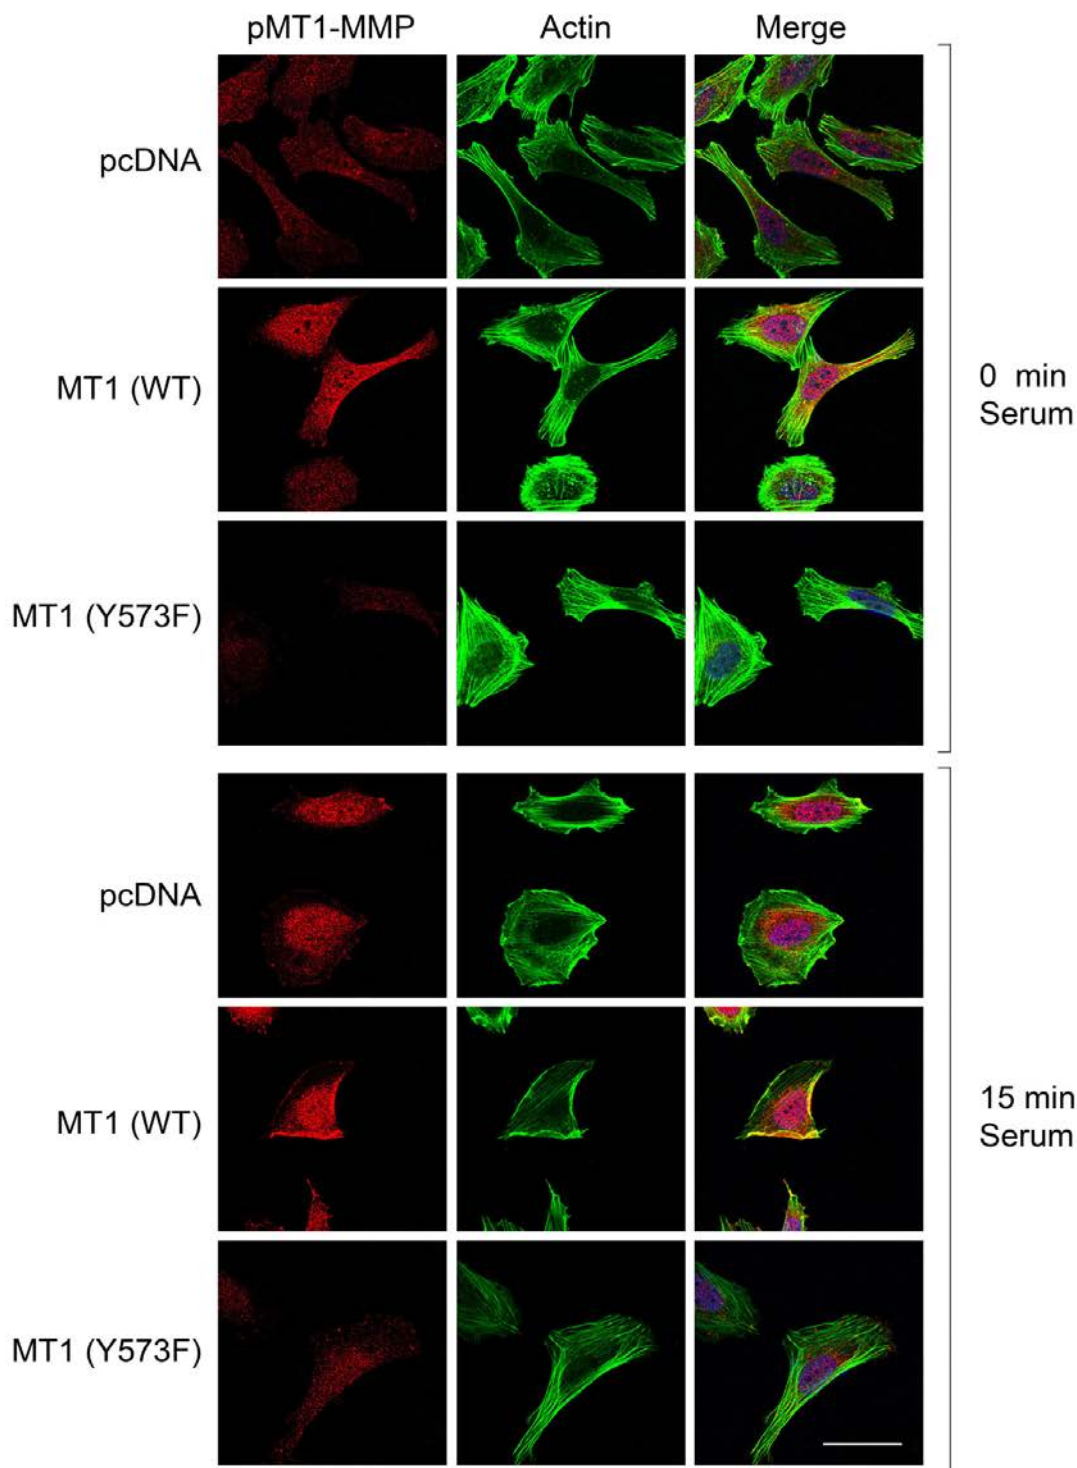 pMT1-MMP Actin Merge
pcDNA
MT1 (WT)
MT1 (Y573F)
0 min
Serum
pcDNA
MT1 (WT)
MT1 (Y573F)
15 min
Serum